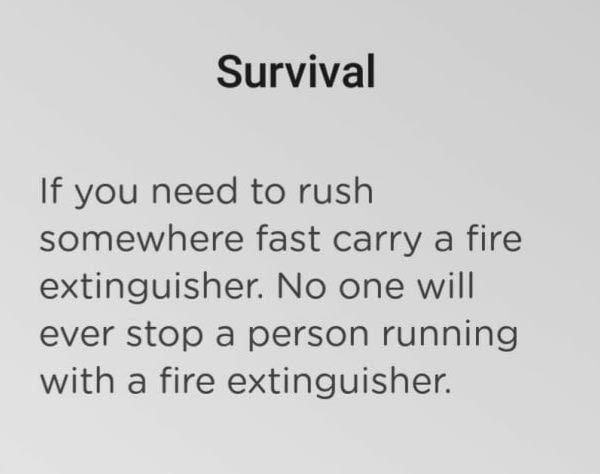 Survival
If you need to rush
somewhere fast carry a fire
extinguisher. No one will
ever stop a person running
with a fire extinguisher.